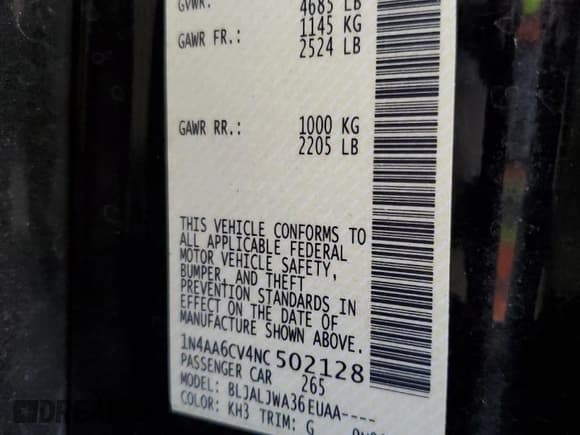 GVWR: 4685 LB
1145 KG
GAWR FR.: 2524 LB
GAWR RR.: 1000 KG
2205 LB
THIS VEHICLE CONFORMS TO
ALL APPLICABLE FEDERAL
MOTOR VEHICLE SAFETY,
BUMPER, AND THEFT
PREVENTION STANDARDS IN
EFFECT ON THE DATE OF
MANUFACTURE SHOWN ABOVE.
1N4AA6CV4NC502128
PASSENGER CAR 265
MODEL: BLJALJWA36EUAA----
COLOR: KH3 TRIM: G